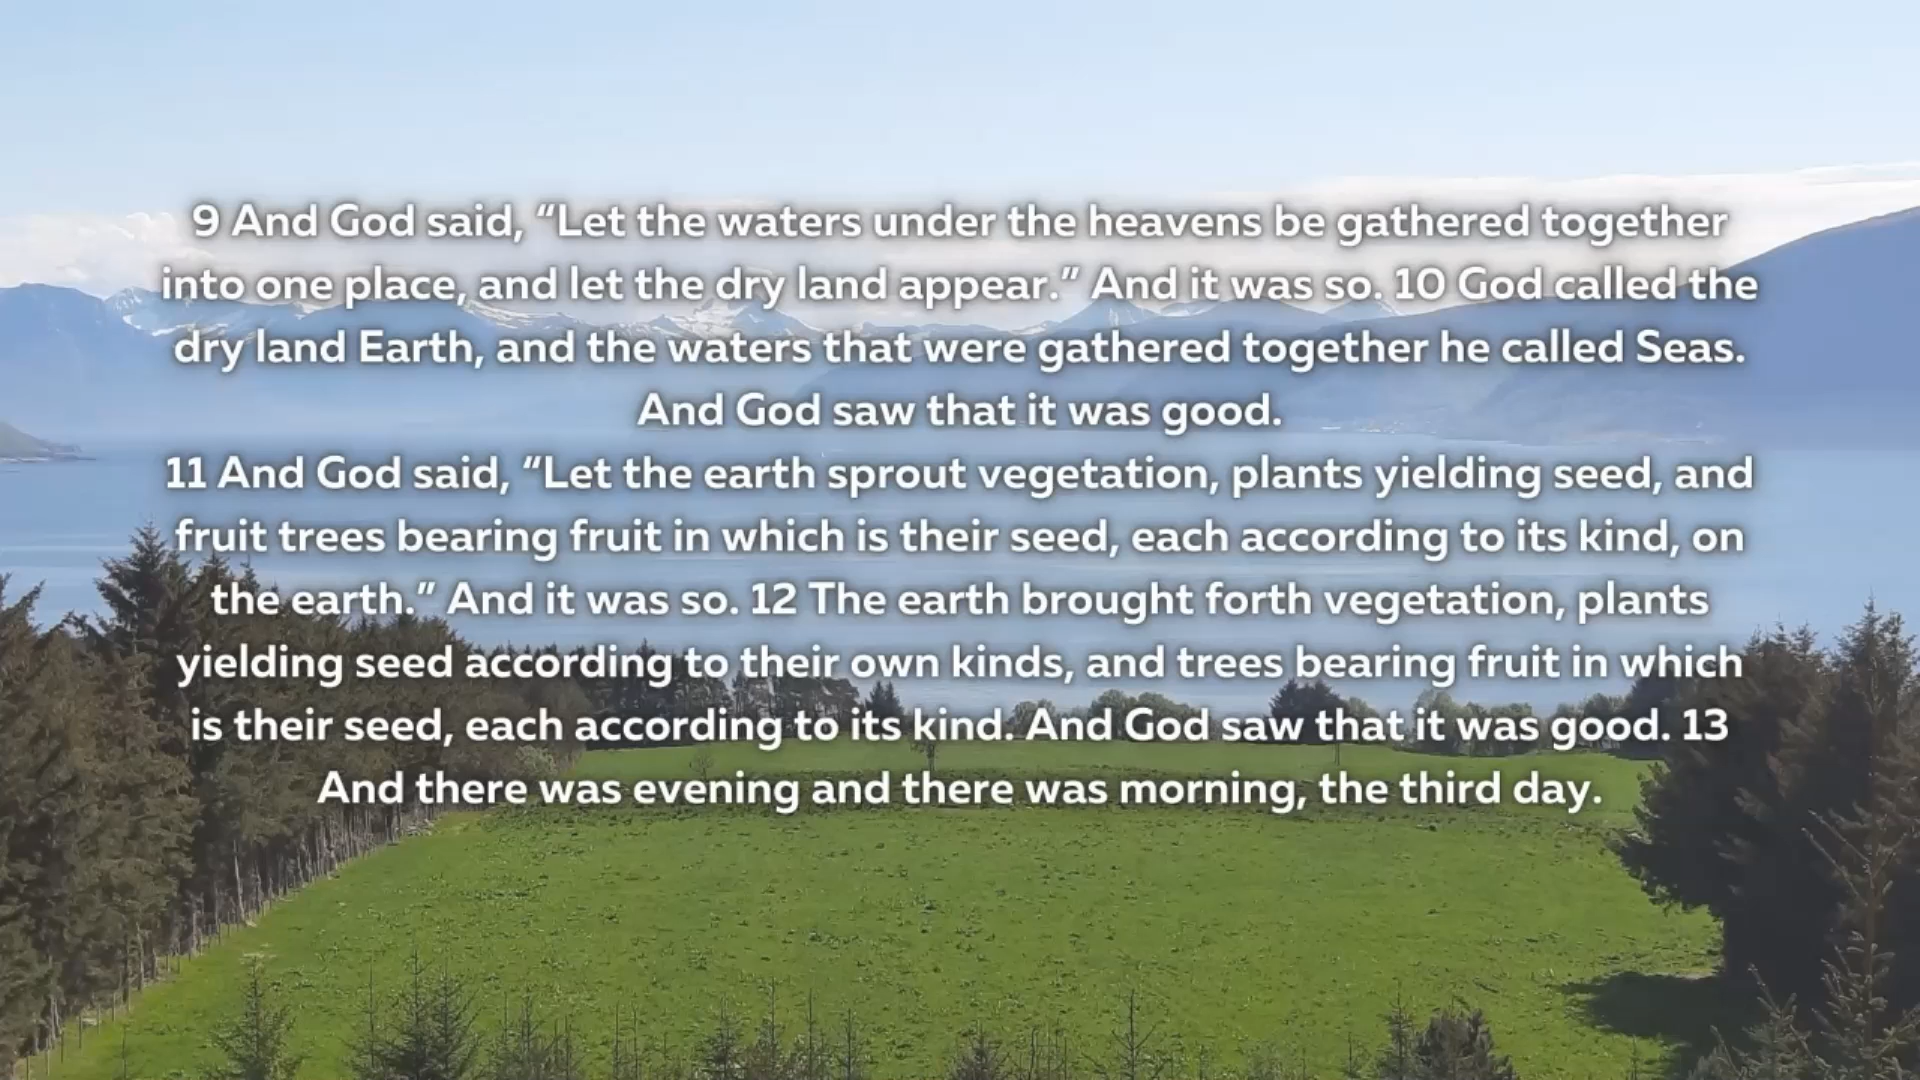 9 And God said, “Let the waters under the heavens be gathered together
into one place, and let the dry land appear.” And it was so. 10 God called the
dry land Earth, and the waters that were gathered together he called Seas.
And God saw that it was good.
11 And God said, “Let the earth sprout vegetation, plants yielding seed, and
fruit trees bearing fruit in which is their seed, each according to its kind, on
the earth.” And it was so. 12 The earth brought forth vegetation, plants
yielding seed according to their own kinds, and trees bearing fruit in which
is their seed, each according to its kind. And God saw that it was good. 13
And there was evening and there was morning, the third day.